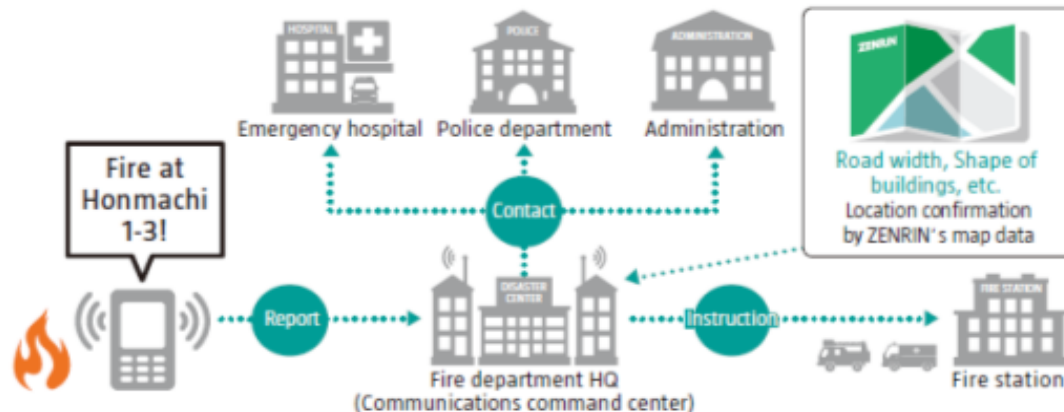 HOSPITAL
POLICE
ADMINISTRATION
ZENRIN
Emergency hospital
Police department
Administration
Road width, Shape of
buildings, etc.
Location confirmation
by ZENRIN's map data
Fire at
Honmachi
1-3!
Contact
Report
DISASTER
CENTER
Instruction
FIRE STATION
Fire department HQ
(Communications command center)
Fire station